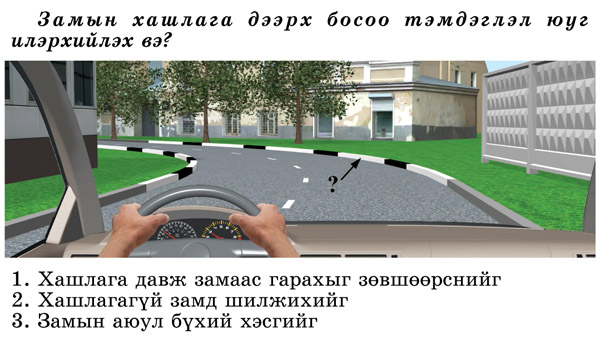 Замын хашлага дээрх босоо тэмдэглэл юуг
илэрхийлэх вэ?
?
1. Хашлага давж замаас гарахыг зөвшөөрснийг
2. Хашлагагүй замд шилжихийг
3. Замын аюул бүхий хэсгийг